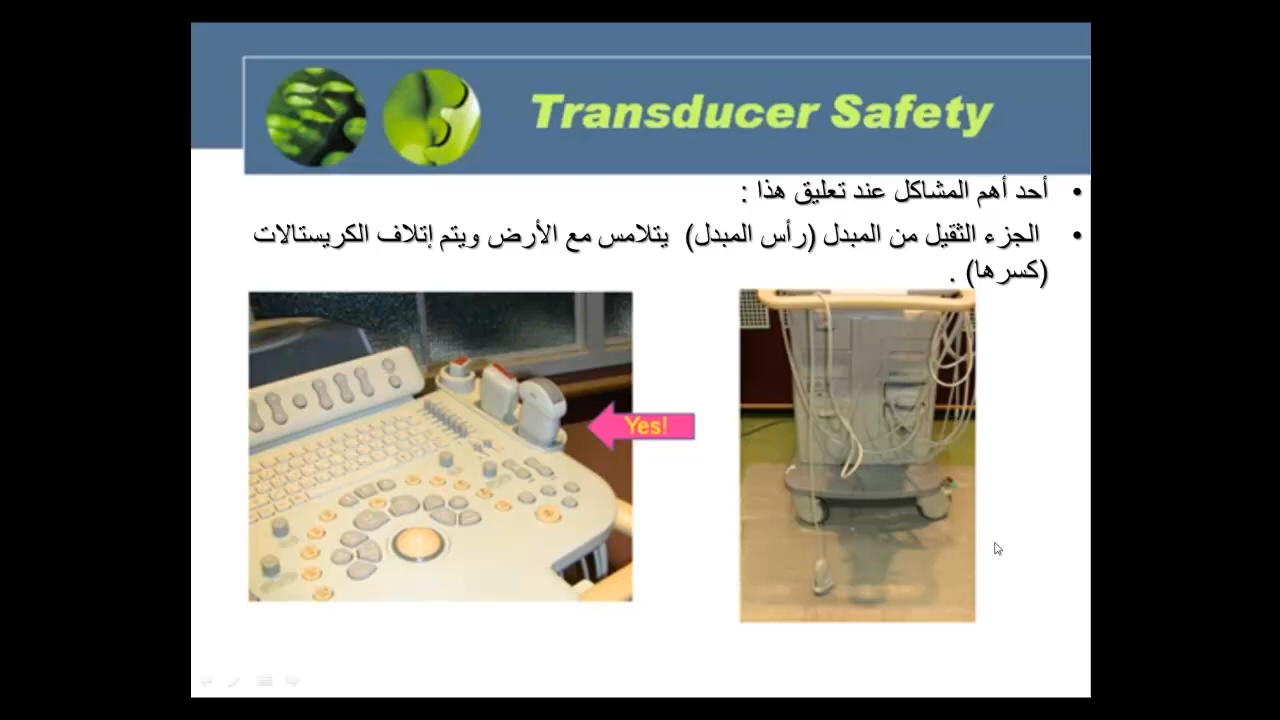 Transducer Safety
• أحد أهم المشاكل عند تعليق هذا :
• الجزء الثقيل من المبدل (رأس المبدل) يتلامس مع الأرض ويتم إتلاف الكريستالات
(كسرها) .
Yes!